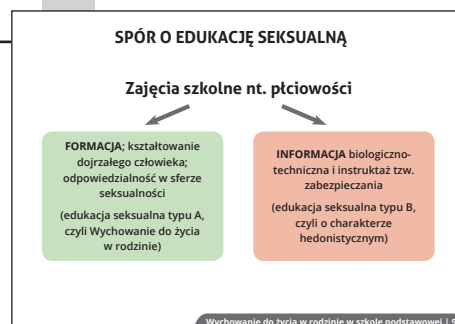 SPÓR O EDUKACJĘ SEKSUALNĄ
Zajęcia szkolne nt. płciowości
FORMACJA; kształtowanie
dojrzałego człowieka;
odpowiedzialność w sferze
seksualności
(edukacja seksualna typu A,
czyli Wychowanie do życia
w rodzinie)
INFORMACJA biologiczno-
techniczna i instruktaż tzw.
zabezpieczania
(edukacja seksualna typu B,
czyli o charakterze
hedonistycznym)
Wychowanie do życia w rodzinie w szkole podstawowej |